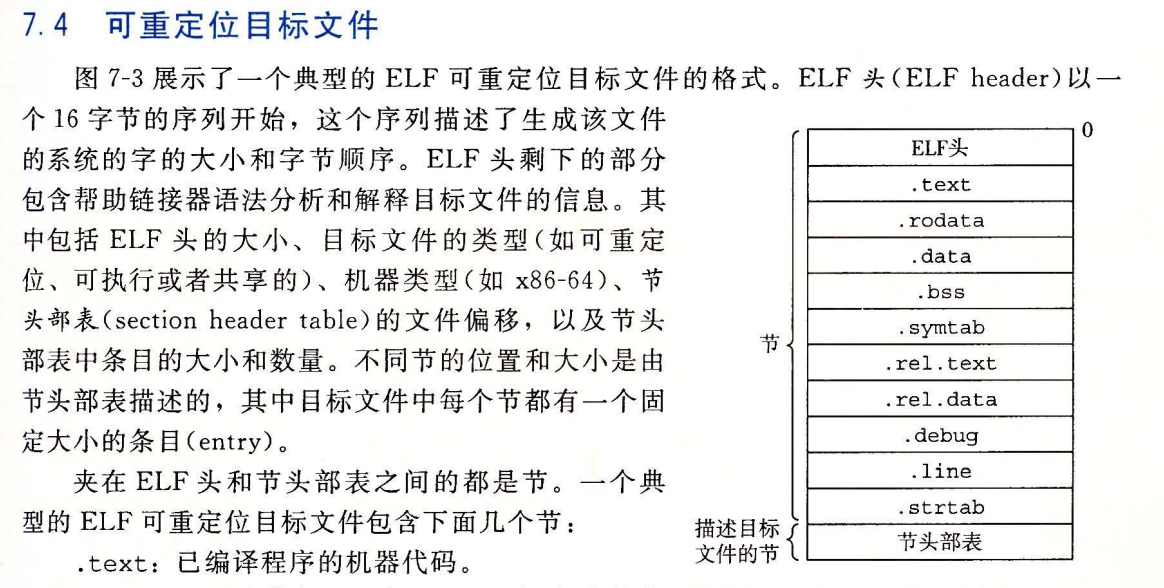 7.4 可重定位目标文件
图 7-3 展示了一个典型的 ELF 可重定位目标文件的格式。ELF 头(ELF header)以一
个 16 字节的序列开始，这个序列描述了生成该文件
的系统的字的大小和字节顺序。ELF 头剩下的部分
包含帮助链接器语法分析和解释目标文件的信息。其
中包括 ELF 头的大小、目标文件的类型(如可重定
位、可执行或者共享的)、机器类型(如 x86-64)、节
头部表(section header table)的文件偏移，以及节头
部表中条目的大小和数量。不同节的位置和大小是由
节头部表描述的，其中目标文件中每个节都有一个固
定大小的条目(entry)。
夹在 ELF 头和节头部表之间的都是节。一个典
型的 ELF 可重定位目标文件包含下面几个节：
.text：已编译程序的机器代码。
0
ELF头
.text
.rodata
.data
.bss
.symtab
.rel.text
.rel.data
.debug
.line
.strtab
节头部表
节
描述目标
文件的节